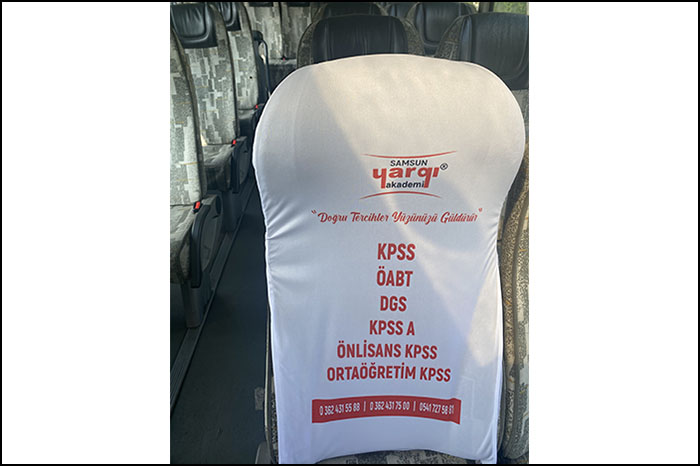 SAMSUN
yargı®
akademi
"Doğru Tercihler Yüzünüzü Güldürür"
KPSS
ÖABT
DGS
KPSS A
ÖNLİSANS KPSS
ORTAÖĞRETİM KPSS
0 362 431 55 88 | 0 362 431 75 00 | 0541 727 58 81